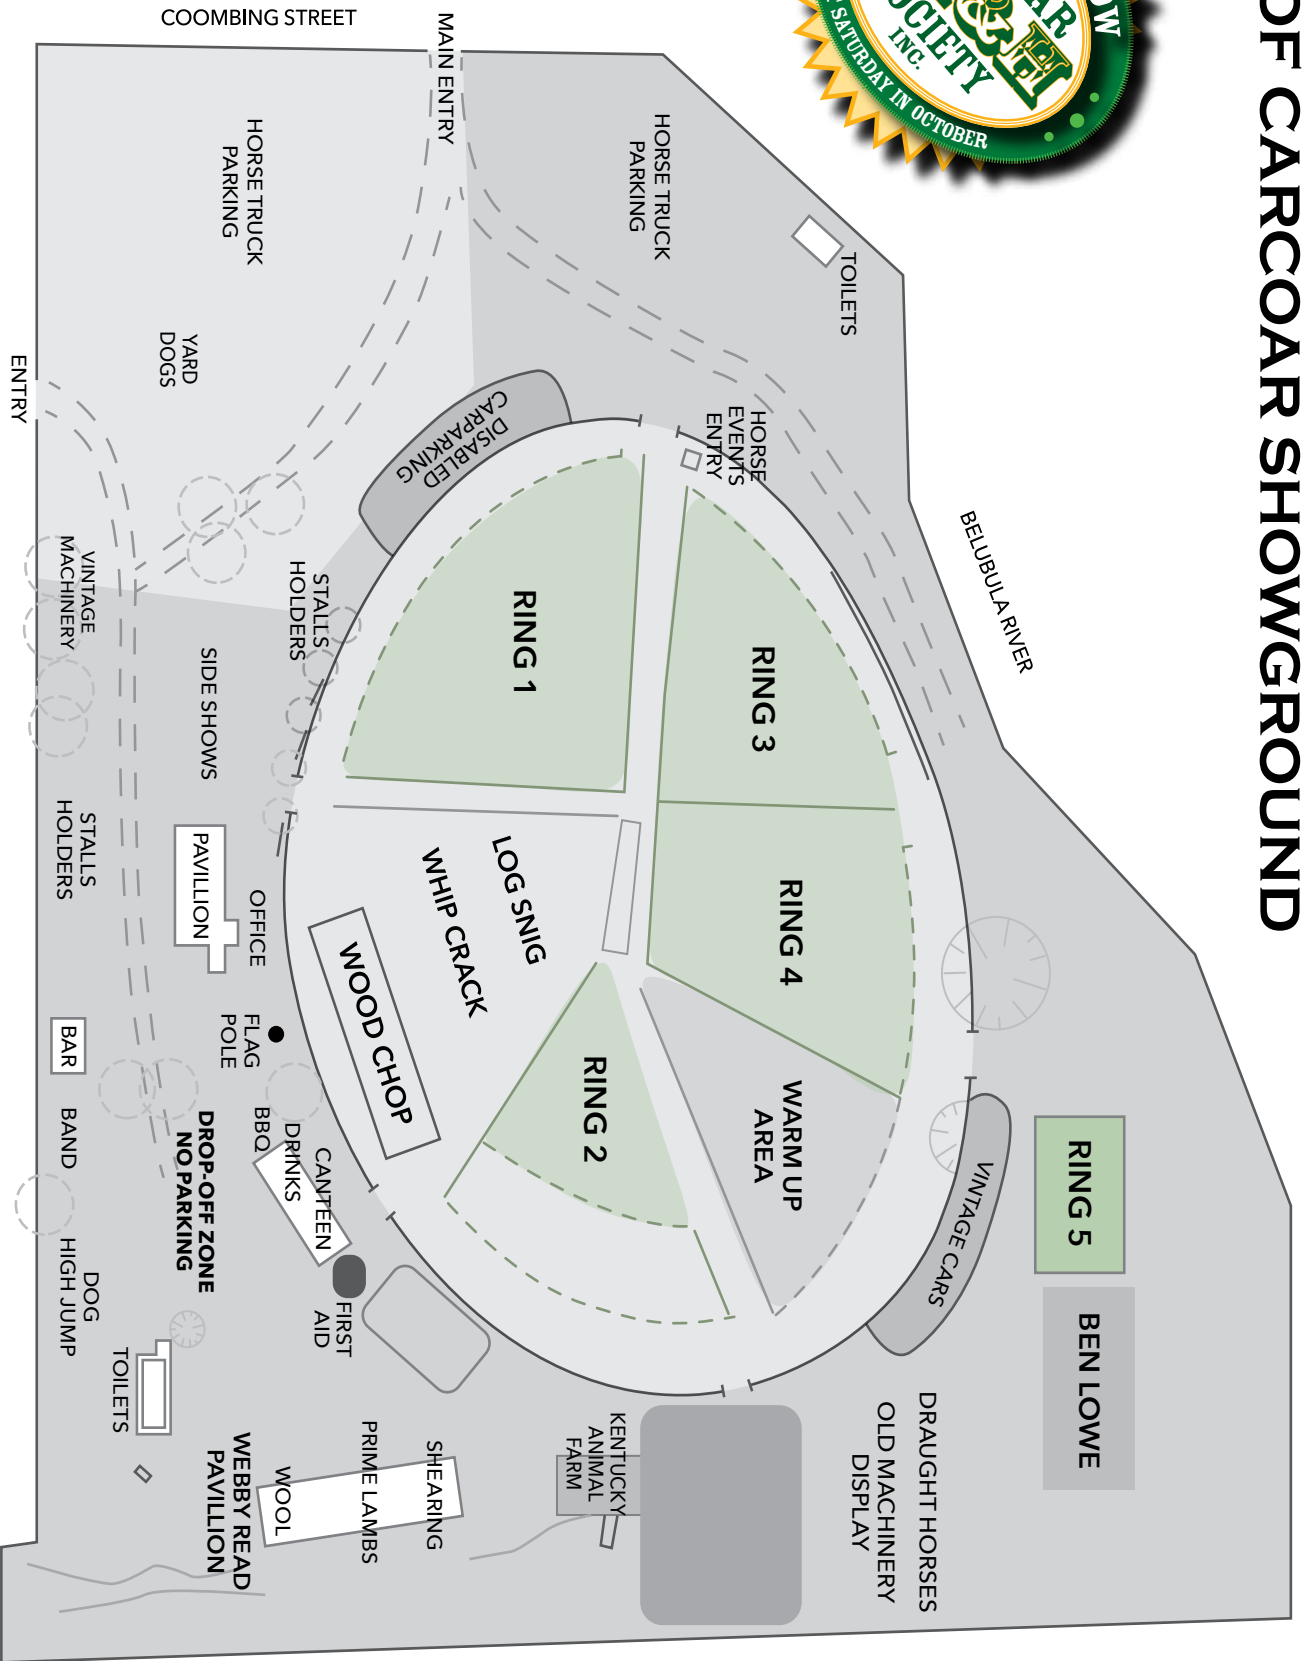 OF CARCOAR SHOWGROUND
OW
AR
&H
OCIETY
INC.
SATURDAY IN OCTOBER
COOMBING STREET
MAIN ENTRY
HORSE TRUCK
PARKING
HORSE TRUCK
PARKING
TOILETS
YARD
DOGS
ENTRY
DISABLED
CARPARKING
HORSE
EVENTS
ENTRY
BELUBULA RIVER
VINTAGE
MACHINERY
STALLS
HOLDERS
SIDE SHOWS
RING 1
RING 3
STALLS
HOLDERS
PAVILLION
OFFICE
LOG SNIG
WHIP CRACK
WOOD CHOP
RING 4
FLAG
POLE
BAR
BAND
BBQ
DRINKS
CANTEEN
RING 2
WARM UP
AREA
VINTAGE CARS
RING 5
BEN LOWE
DROP-OFF ZONE
NO PARKING
DOG
HIGH JUMP
FIRST
AID
TOILETS
WEBBY READ
PAVILLION
WOOL
PRIME LAMBS
SHEARING
KENTUCKY
ANIMAL
FARM
DRAUGHT HORSES
OLD MACHINERY
DISPLAY